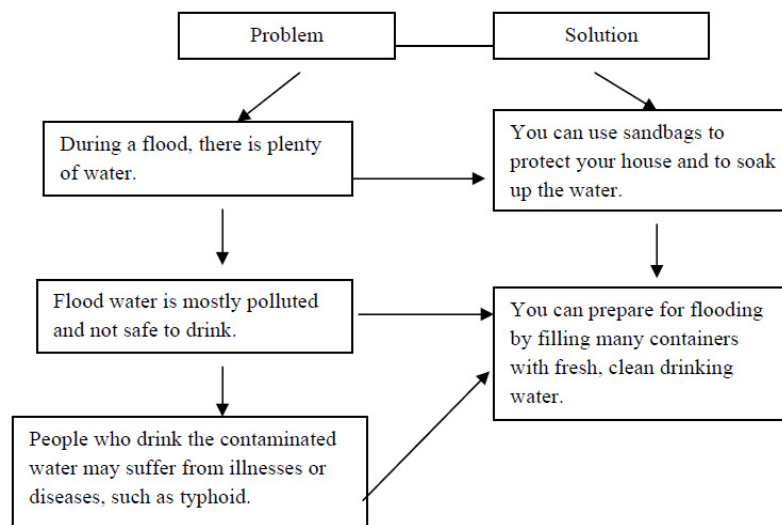 Problem
Solution
During a flood, there is plenty
of water.
You can use sandbags to
protect your house and to soak
up the water.
Flood water is mostly polluted
and not safe to drink.
You can prepare for flooding
by filling many containers
with fresh, clean drinking
water.
People who drink the contaminated
water may suffer from illnesses or
diseases, such as typhoid.